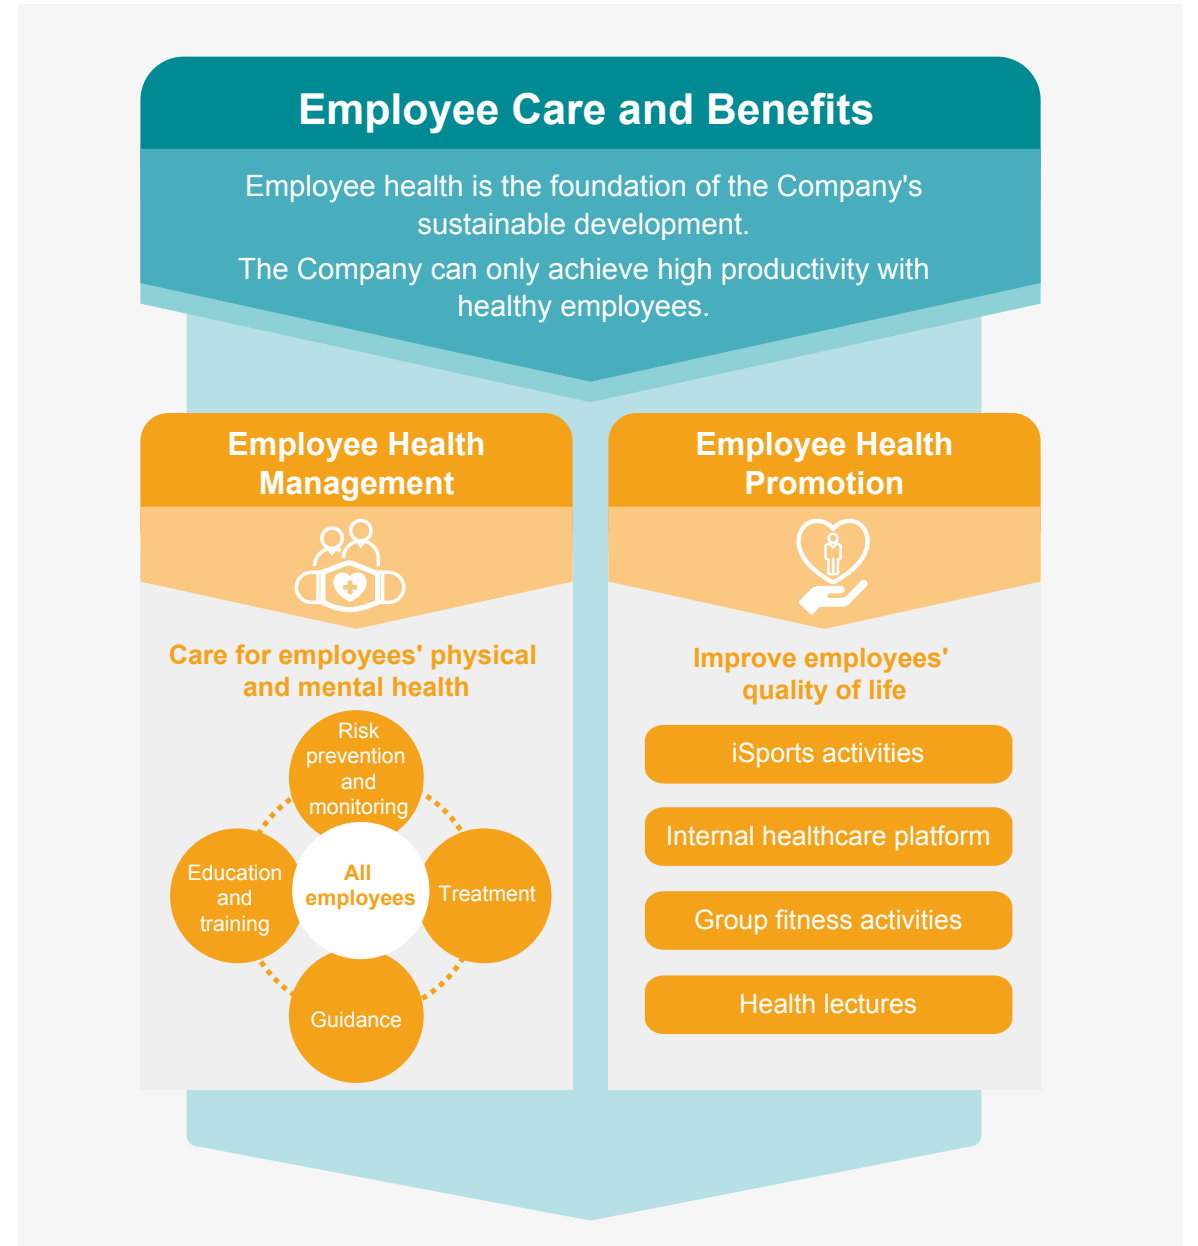 Employee Care and Benefits
Employee health is the foundation of the Company's
sustainable development.
The Company can only achieve high productivity with
healthy employees.
Employee Health
Management
Care for employees' physical
and mental health
Risk
prevention
and
monitoring
Education
and
training
All
employees
Treatment
Guidance
Employee Health
Promotion
Improve employees'
quality of life
iSports activities
Internal healthcare platform
Group fitness activities
Health lectures